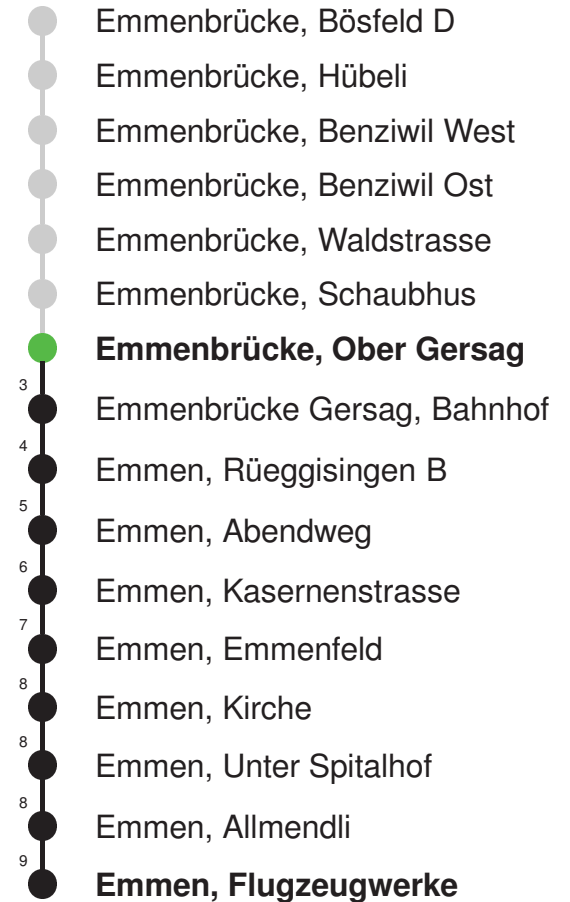 Emmenbrücke, Bösfeld D
Emmenbrücke, Hübeli
Emmenbrücke, Benziwil West
Emmenbrücke, Benziwil Ost
Emmenbrücke, Waldstrasse
Emmenbrücke, Schaubhus
Emmenbrücke, Ober Gersag
3 Emmenbrücke Gersag, Bahnhof
4 Emmen, Rüeggisingen B
5 Emmen, Abendweg
6 Emmen, Kasernenstrasse
7 Emmen, Emmenfeld
8 Emmen, Kirche
8 Emmen, Unter Spitalhof
8 Emmen, Allmendli
9 Emmen, Flugzeugwerke